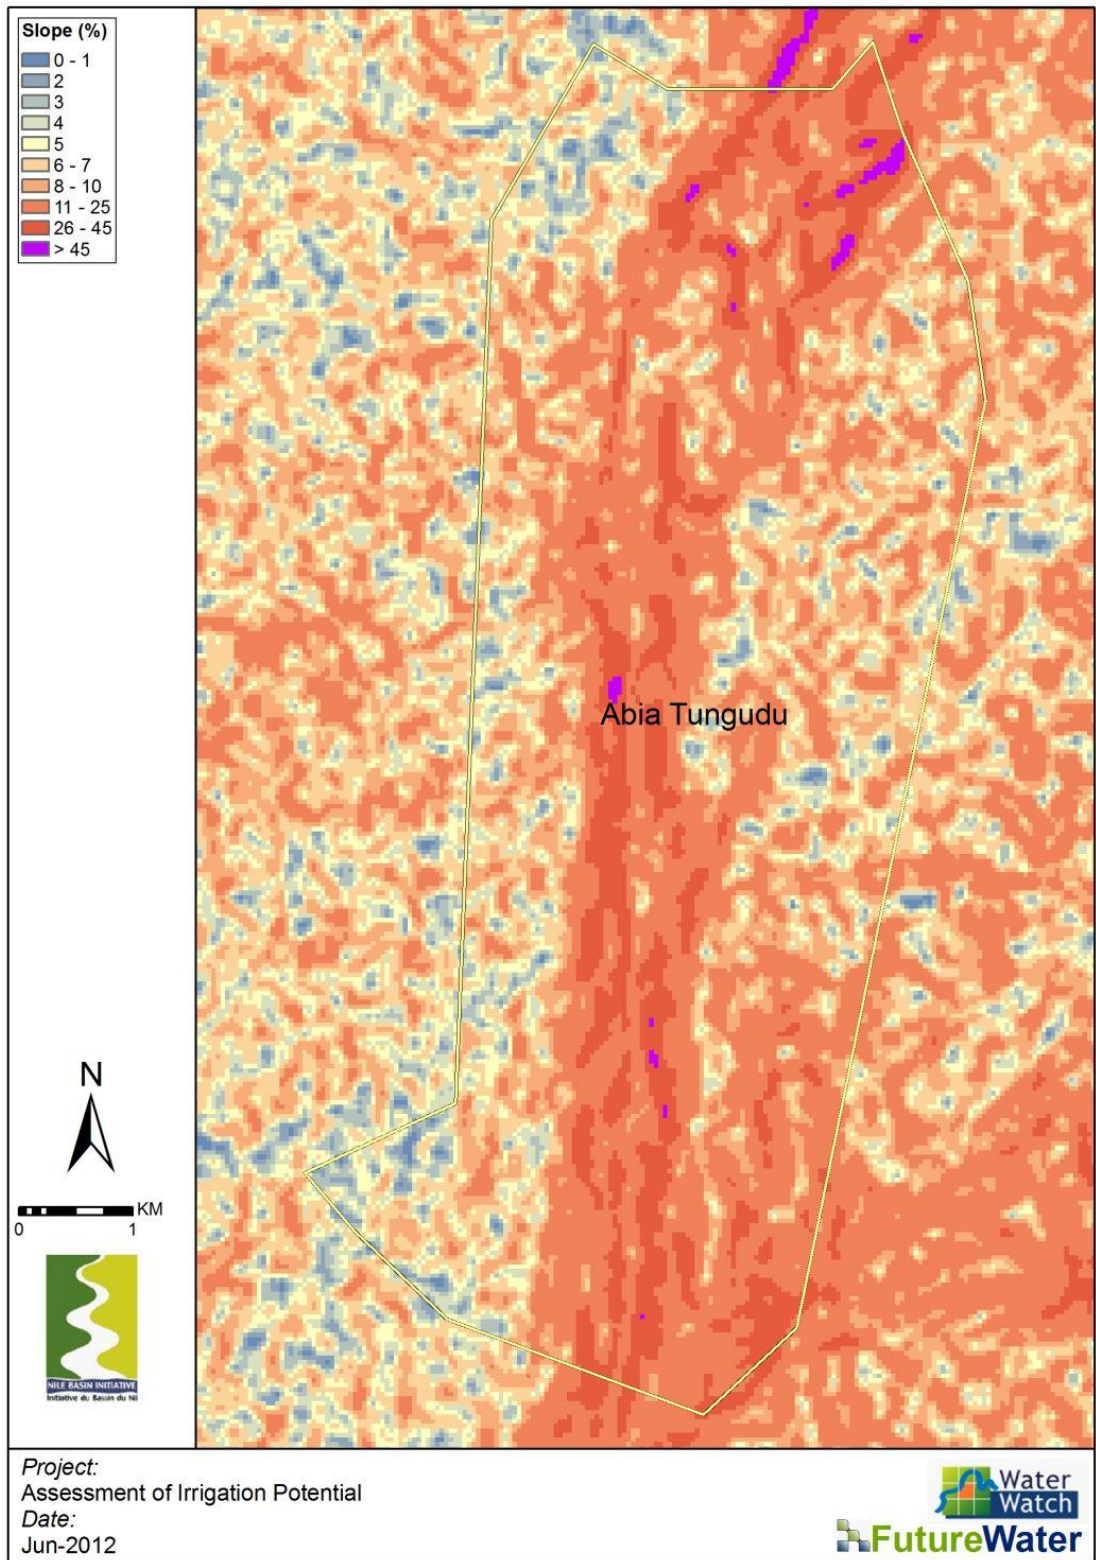 Slope (%)
0 - 1
2
3
4
5
6 - 7
8 - 10
11 - 25
26 - 45
> 45
Abia Tungudu
N
KM
0 1
NILE BASIN INITIATIVE
Initiative du Bassin du Nil
Project:
Assessment of Irrigation Potential
Date:
Jun-2012
Water
Watch
FutureWater